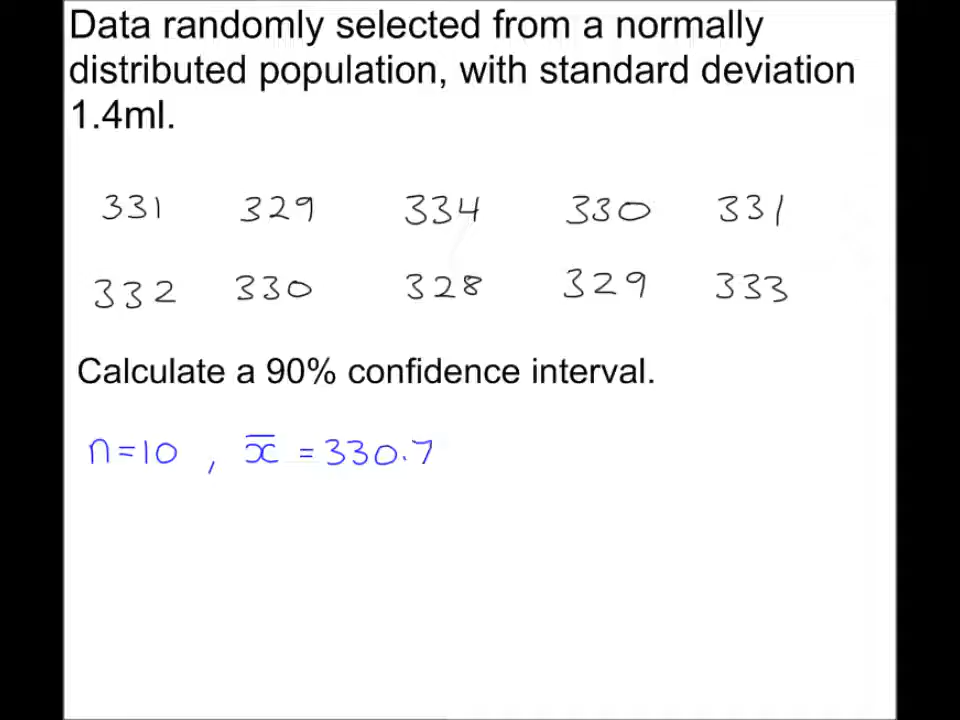 Data randomly selected from a normally
distributed population, with standard deviation
1.4ml.
331 329 334 330 331
332 330 328 329 333
Calculate a 90% confidence interval.
n=10 , x̅ = 330.7